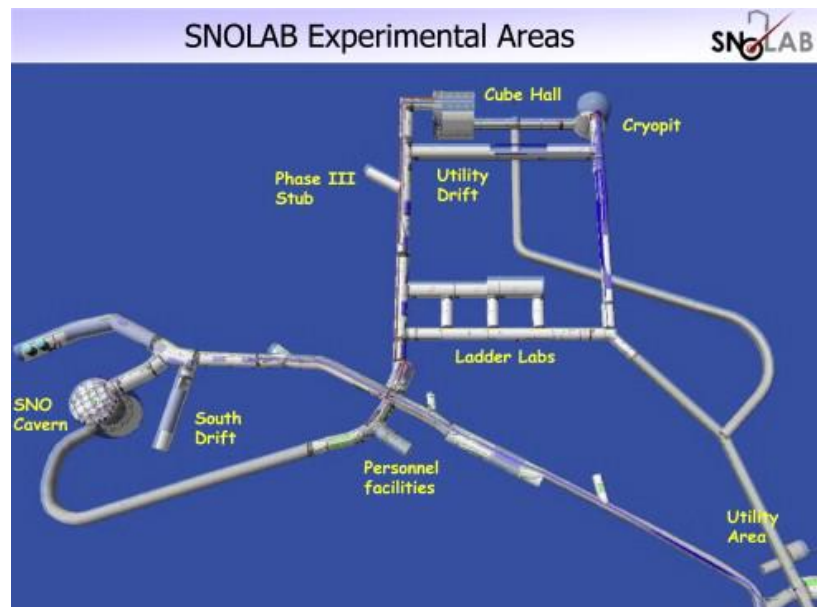 SNOLAB Experimental Areas
SNOLAB
Cube Hall
Cryopit
Phase III
Stub
Utility
Drift
Ladder Labs
SNO
Cavern
South
Drift
Personnel
facilities
Utility
Area